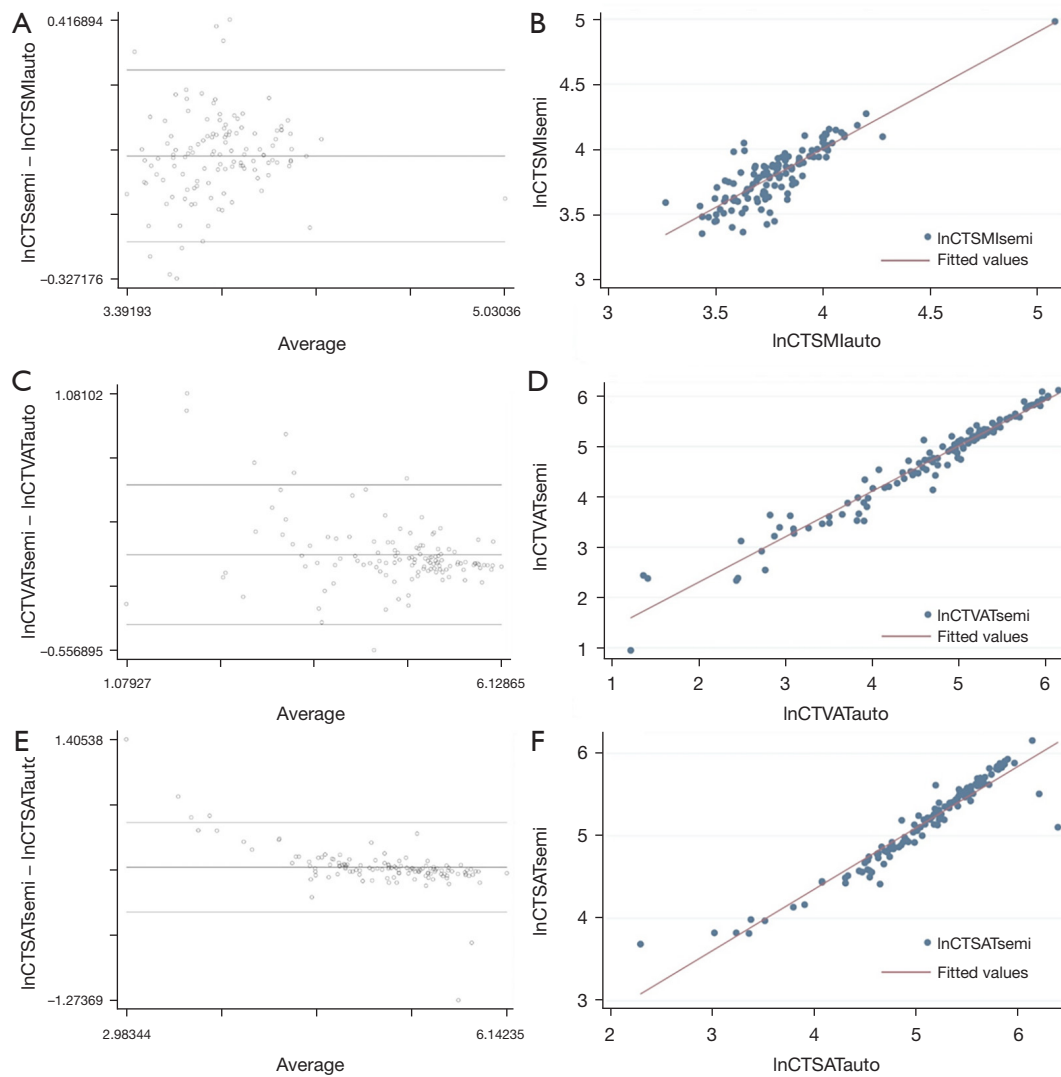 A
0.416894
lnCTSSsemi – lnCTSMIauto
–0.327176
3.39193
5.03036
Average
B
5
4.5
4
3.5
3
lnCTSMIsemi
lnCTSMIsemi
Fitted values
3
3.5
4
4.5
5
lnCTSMIauto
C
1.08102
lnCTVATsemi – lnCTVATauto
–0.556895
1.07927
6.12865
Average
D
6
5
4
3
2
1
lnCTVATsemi
lnCTVATsemi
Fitted values
1
2
3
4
5
6
lnCTVATauto
E
1.40538
lnCTSATsemi – lnCTSATauto
–1.27369
2.98344
6.14235
Average
F
6
5
4
3
lnCTSATsemi
lnCTSATsemi
Fitted values
2
3
4
5
6
lnCTSATauto